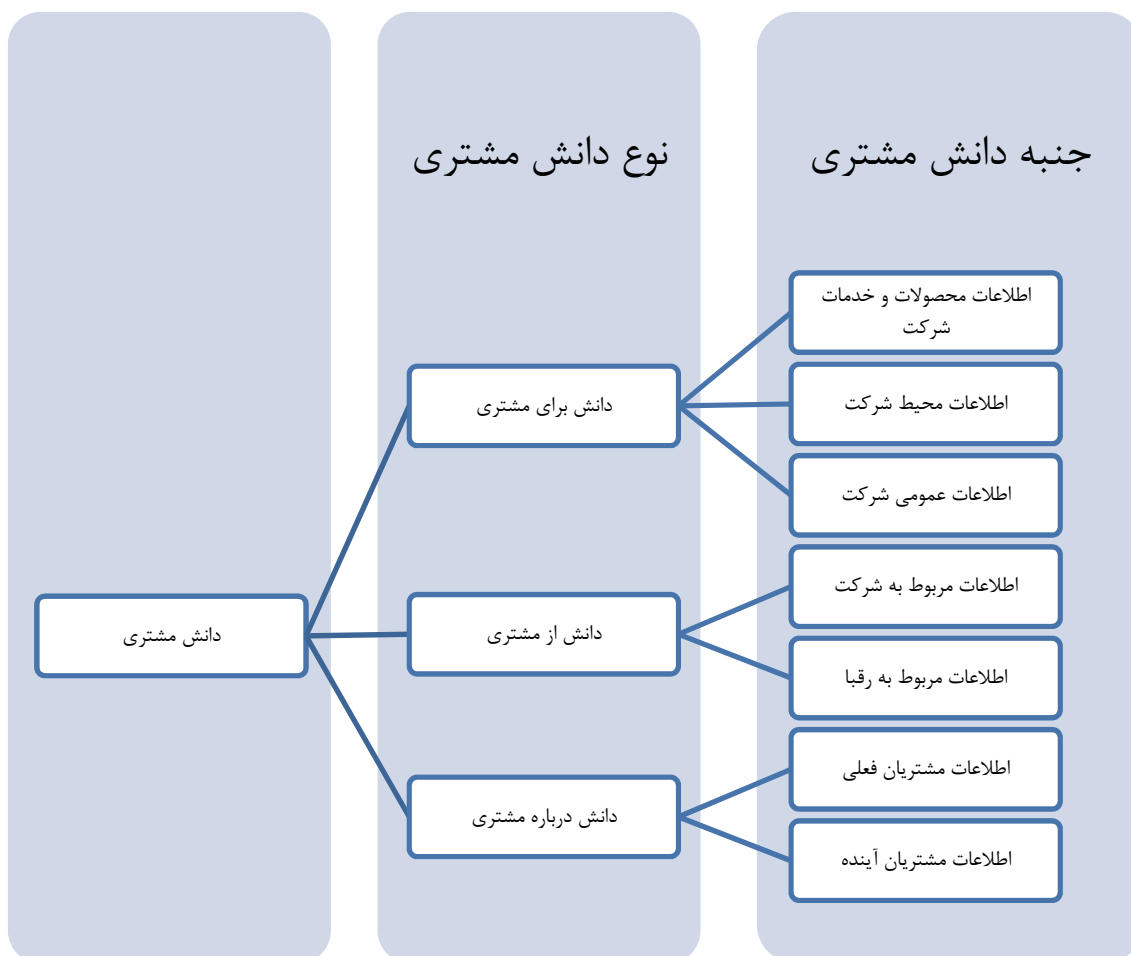 جنبه دانش مشتری
نوع دانش مشتری
اطلاعات محصولات و خدمات
شرکت
دانش برای مشتری
اطلاعات محیط شرکت
اطلاعات عمومی شرکت
اطلاعات مربوط به شرکت
دانش از مشتری
دانش مشتری
اطلاعات مربوط به رقبا
اطلاعات مشتریان فعلی
دانش درباره مشتری
اطلاعات مشتریان آینده